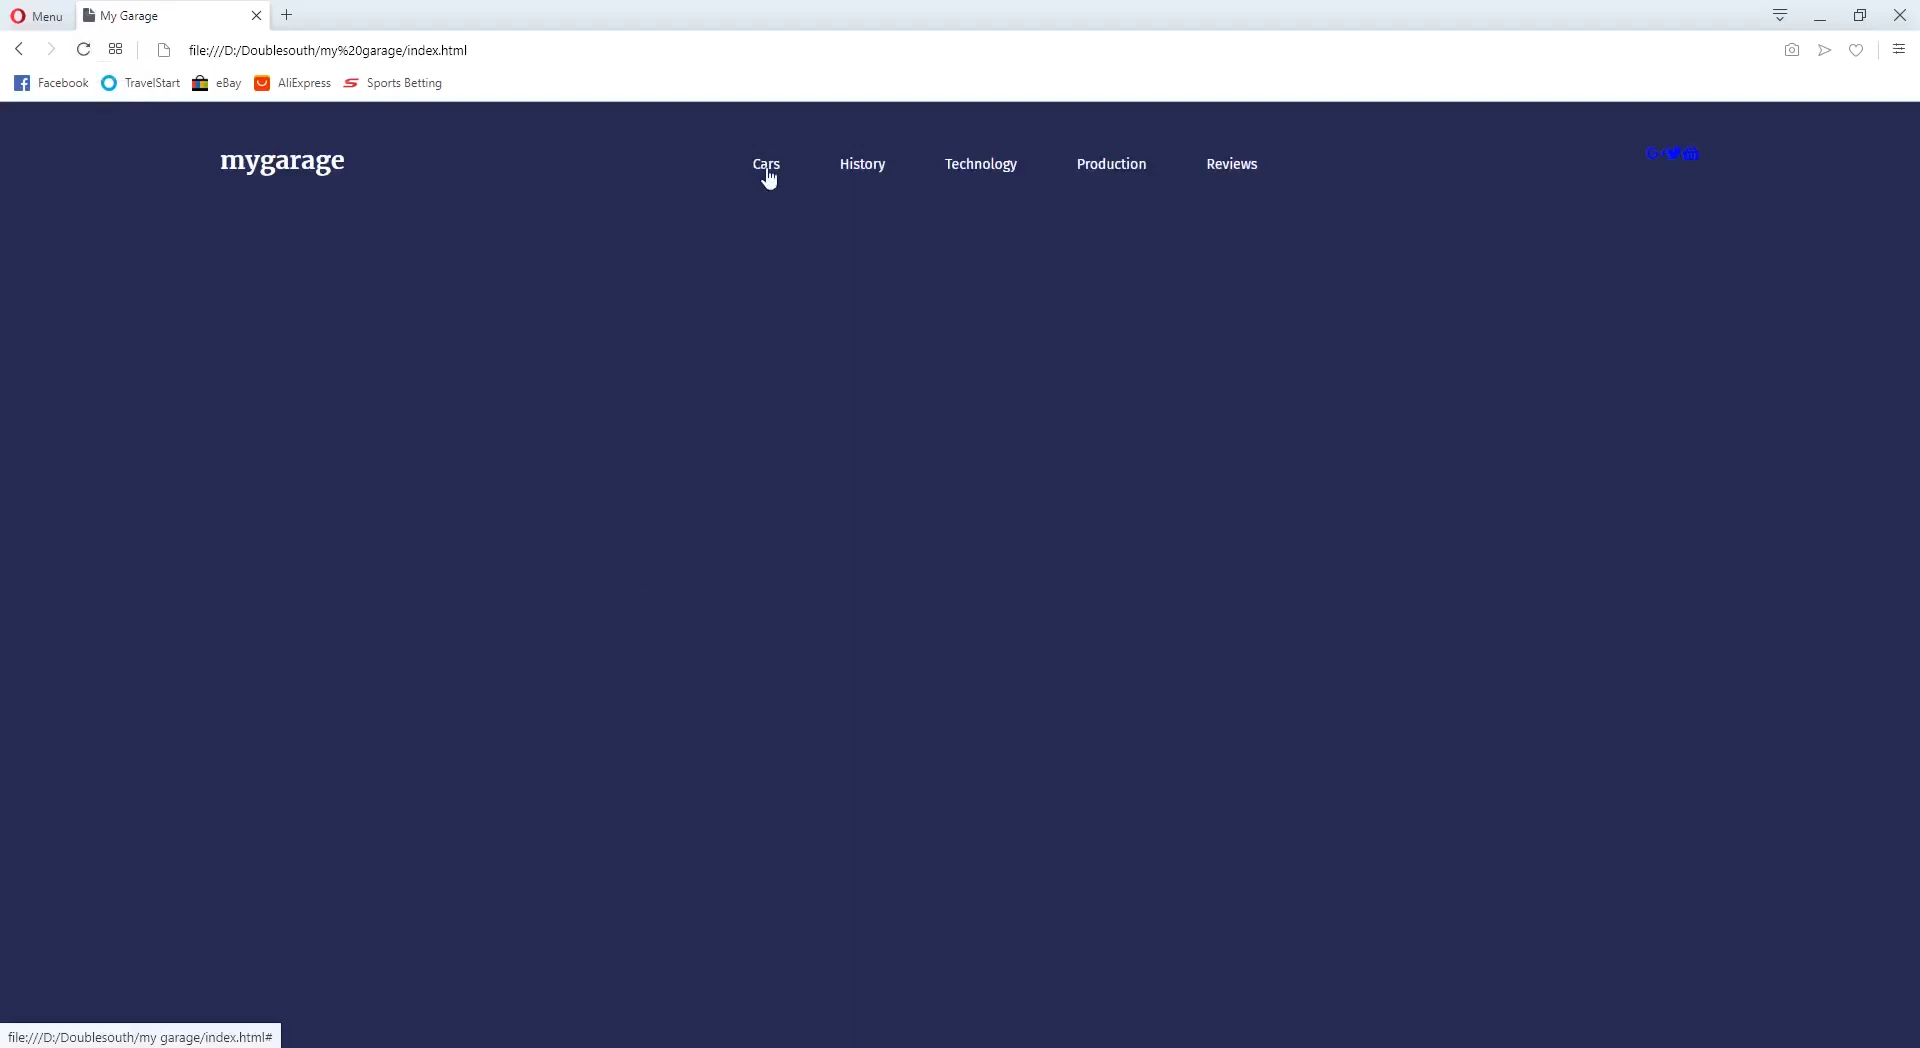 Menu
My Garage
file:///D:/Doublesouth/my%20garage/index.html
Facebook TravelStart eBay AliExpress Sports Betting
mygarage
Cars History Technology Production Reviews
file:///D:/Doublesouth/my garage/index.html#